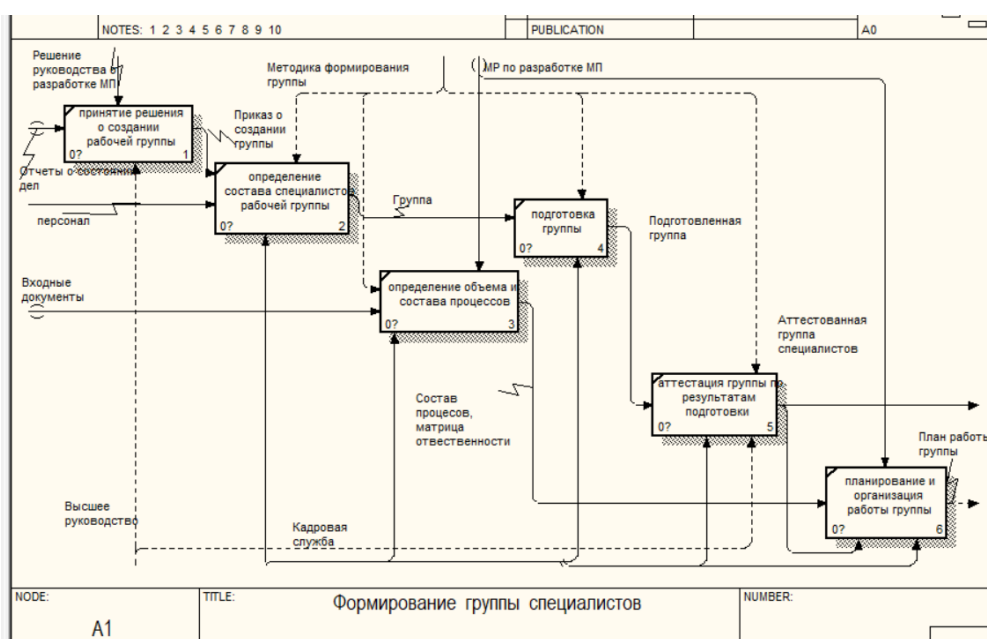 NOTES: 1 2 3 4 5 6 7 8 9 10
PUBLICATION
A0
Решение
руководства о
разработке МП
Методика формирования
группы
МР по разработке МП
принятие решения
о создании
рабочей группы
0?
1
Приказ о
создании
группы
Отчеты о состоянии
дел
определение
состава специалистов
рабочей группы
0?
2
персонал
Группа
подготовка
группы
0?
4
Подготовленная
группа
Входные
документы
определение объема и
состава процессов
0?
3
Аттестованная
группа
специалистов
аттестация группы по
результатам
подготовки
0?
5
Состав
процесов,
матрица
отвественности
План работы
группы
планирование и
организация
работы группы
0?
6
Высшее
руководство
Кадровая
служба
NODE:
TITLE:
Формирование группы специалистов
NUMBER:
A1